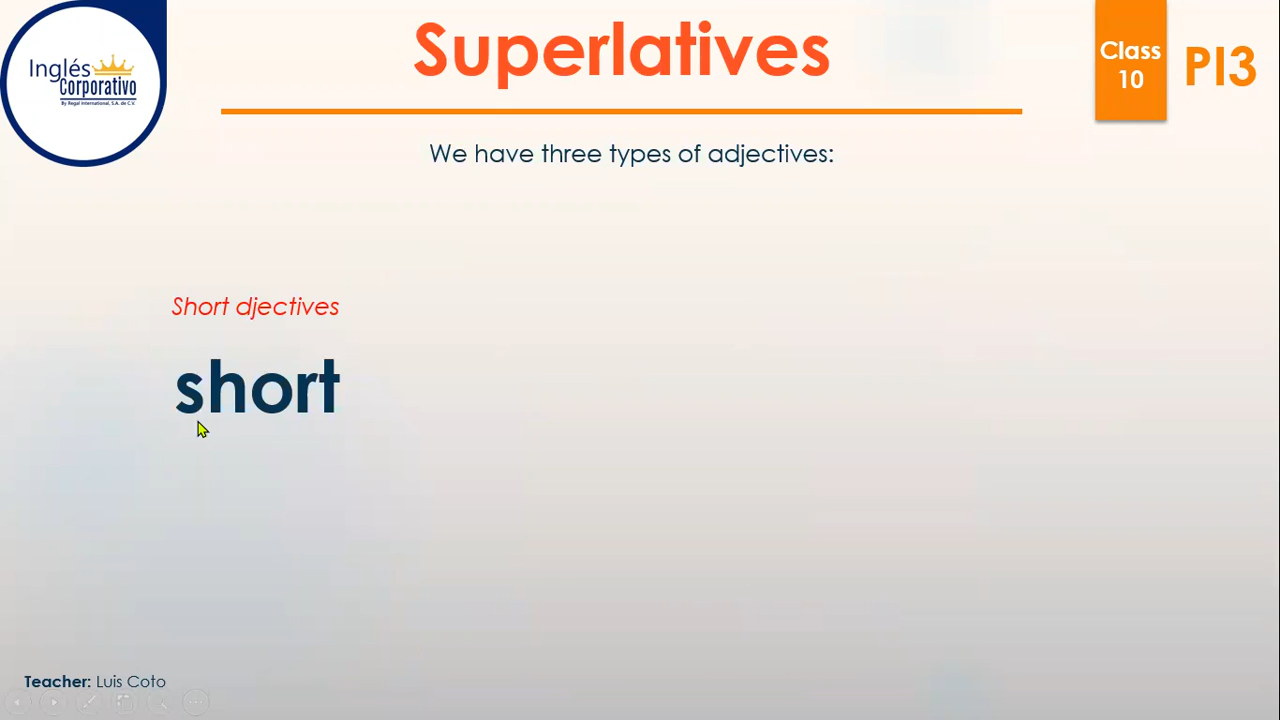 Inglés
Corporativo
By Regal International, S.A. de C.V.
Superlatives
Class
10
PI3
We have three types of adjectives:
Short djectives
short
Teacher: Luis Coto